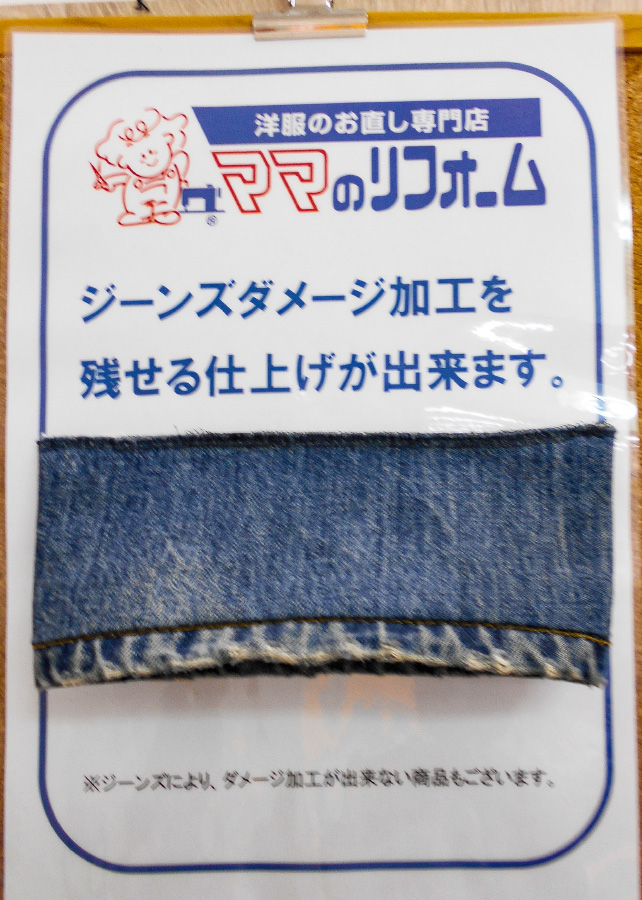 洋服のお直し専門店
ママのリフォーム
®
ジーンズダメージ加工を
残せる仕上げが出来ます。
※ジーンズにより、ダメージ加工が出来ない商品もございます。